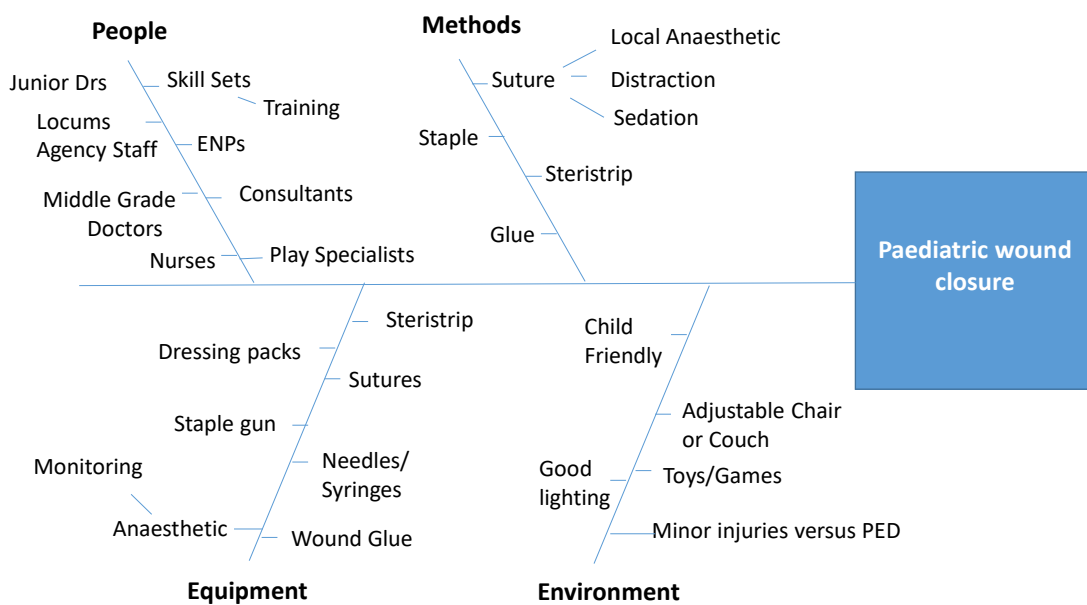 People
Junior Drs
Skill Sets
Training
Locums
Agency Staff
ENPs
Middle Grade
Doctors
Consultants
Nurses
Play Specialists
Methods
Suture
Local Anaesthetic
Distraction
Sedation
Staple
Steristrip
Glue
Paediatric wound
closure
Steristrip
Dressing packs
Sutures
Staple gun
Needles/
Syringes
Monitoring
Anaesthetic
Wound Glue
Equipment
Child
Friendly
Adjustable Chair
or Couch
Good
lighting
Toys/Games
Minor injuries versus PED
Environment